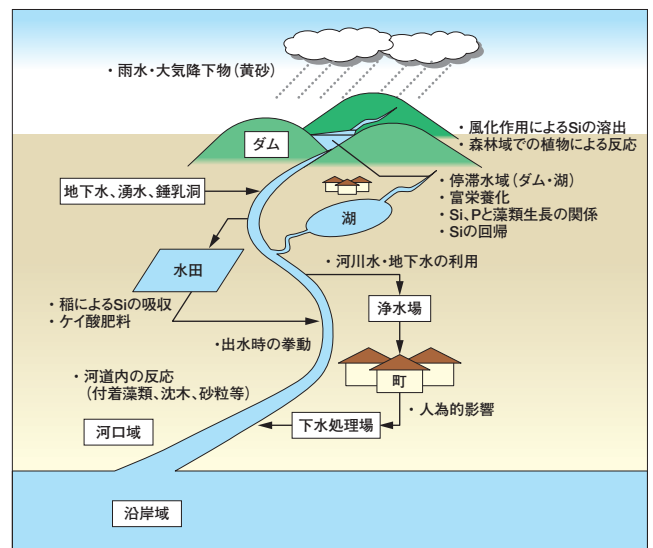 ・雨水・大気降下物(黄砂)
・風化作用によるSiの溶出
・森林域での植物による反応
ダム
・停滞水域(ダム・湖)
・富栄養化
・Si、Pと藻類生長の関係
・Siの回帰
地下水、湧水、鍾乳洞
湖
水田
・河川水・地下水の利用
・稲によるSiの吸収
・ケイ酸肥料
浄水場
・出水時の挙動
・河道内の反応
(付着藻類、沈木、砂粒等)
町
・人為的影響
河口域
下水処理場
沿岸域